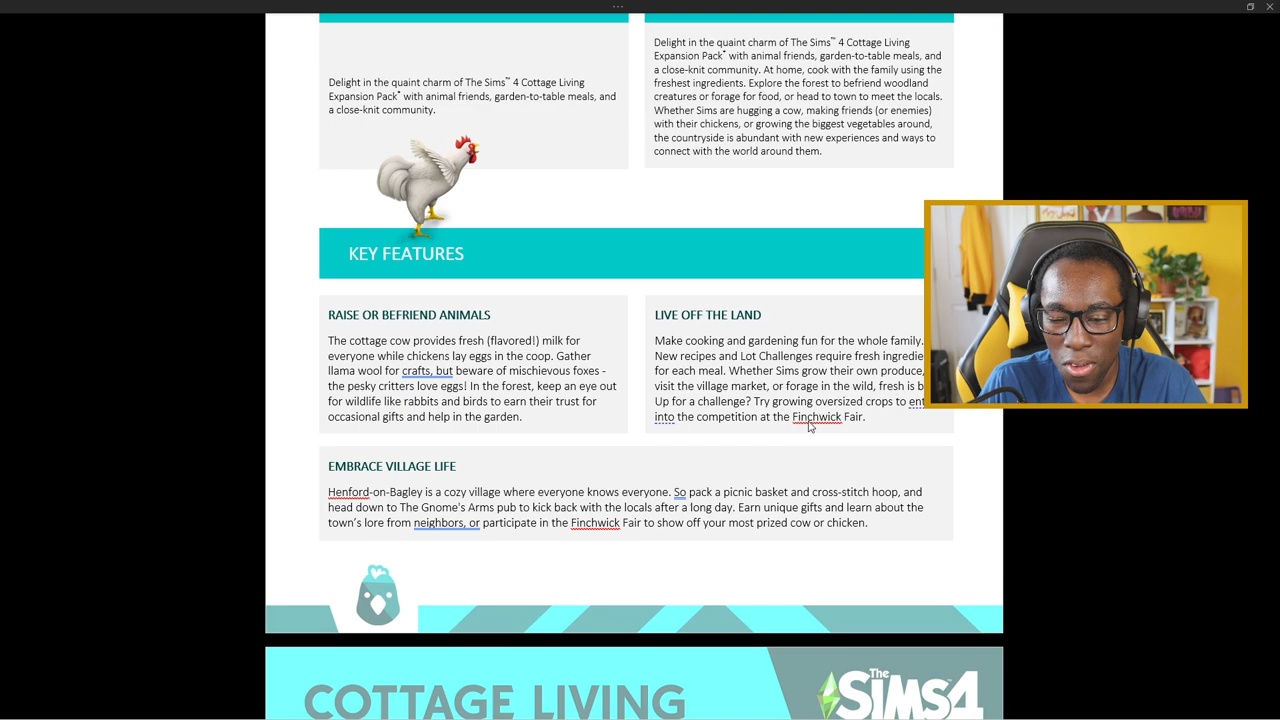 Delight in the quaint charm of The Sims™ 4 Cottage Living
Expansion Pack* with animal friends, garden-to-table meals, and
a close-knit community.
Delight in the quaint charm of The Sims™ 4 Cottage Living
Expansion Pack* with animal friends, garden-to-table meals, and
a close-knit community. At home, cook with the family using the
freshest ingredients. Explore the forest to befriend woodland
creatures or forage for food, or head to town to meet the locals.
Whether Sims are hugging a cow, making friends (or enemies)
with their chickens, or growing the biggest vegetables around,
the countryside is abundant with new experiences and ways to
connect with the world around them.
KEY FEATURES
RAISE OR BEFRIEND ANIMALS
The cottage cow provides fresh (flavored!) milk for
everyone while chickens lay eggs in the coop. Gather
llama wool for crafts, but beware of mischievous foxes -
the pesky critters love eggs! In the forest, keep an eye out
for wildlife like rabbits and birds to earn their trust for
occasional gifts and help in the garden.
LIVE OFF THE LAND
Make cooking and gardening fun for the whole family.
New recipes and Lot Challenges require fresh ingredie
for each meal. Whether Sims grow their own produce,
visit the village market, or forage in the wild, fresh is b
Up for a challenge? Try growing oversized crops to ent
into the competition at the Finchwick Fair.
EMBRACE VILLAGE LIFE
Henford-on-Bagley is a cozy village where everyone knows everyone. So pack a picnic basket and cross-stitch hoop, and
head down to The Gnome's Arms pub to kick back with the locals after a long day. Earn unique gifts and learn about the
town's lore from neighbors, or participate in the Finchwick Fair to show off your most prized cow or chicken.
COTTAGE LIVING
The SIMS 4